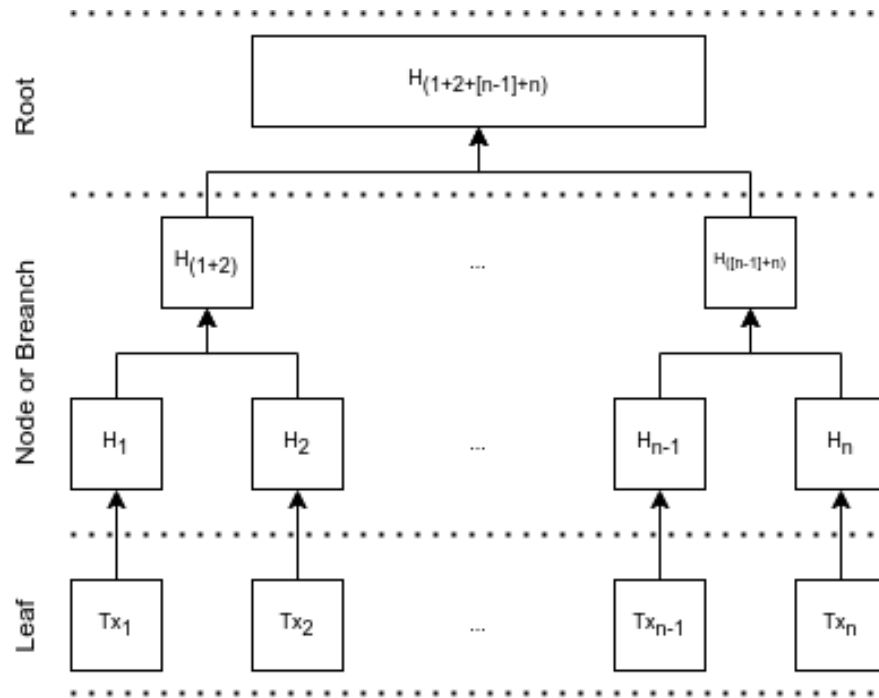 Root
H(1+2+[n-1]+n)
Node or Breanch
H(1+2)
...
H([n-1]+n)
H1
H2
...
Hn-1
Hn
Leaf
Tx1
Tx2
...
Txn-1
Txn